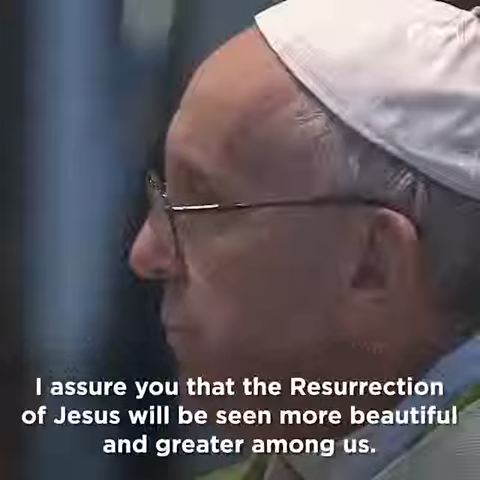 I assure you that the Resurrection
of Jesus will be seen more beautiful
and greater among us.